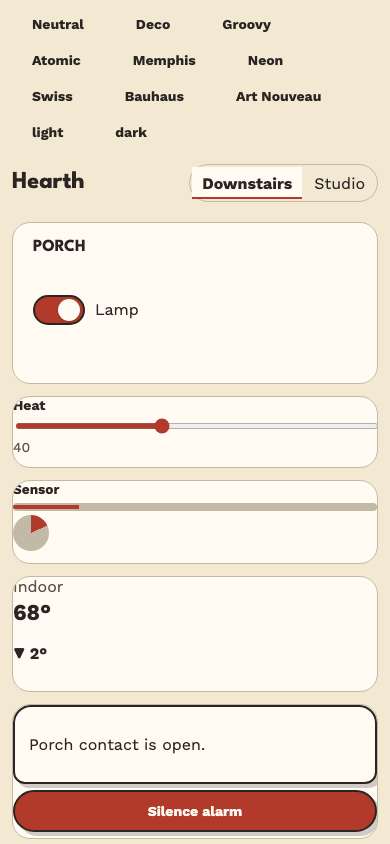 Neutral Deco Groovy
Atomic Memphis Neon
Swiss Bauhaus Art Nouveau
light dark
Hearth Downstairs Studio
PORCH
Lamp
Heat
40
Sensor
Indoor
68°
▼ 2°
Porch contact is open.
Silence alarm